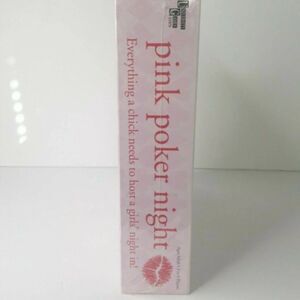 pink poker night
Everything a chick needs to host a girls' night in!